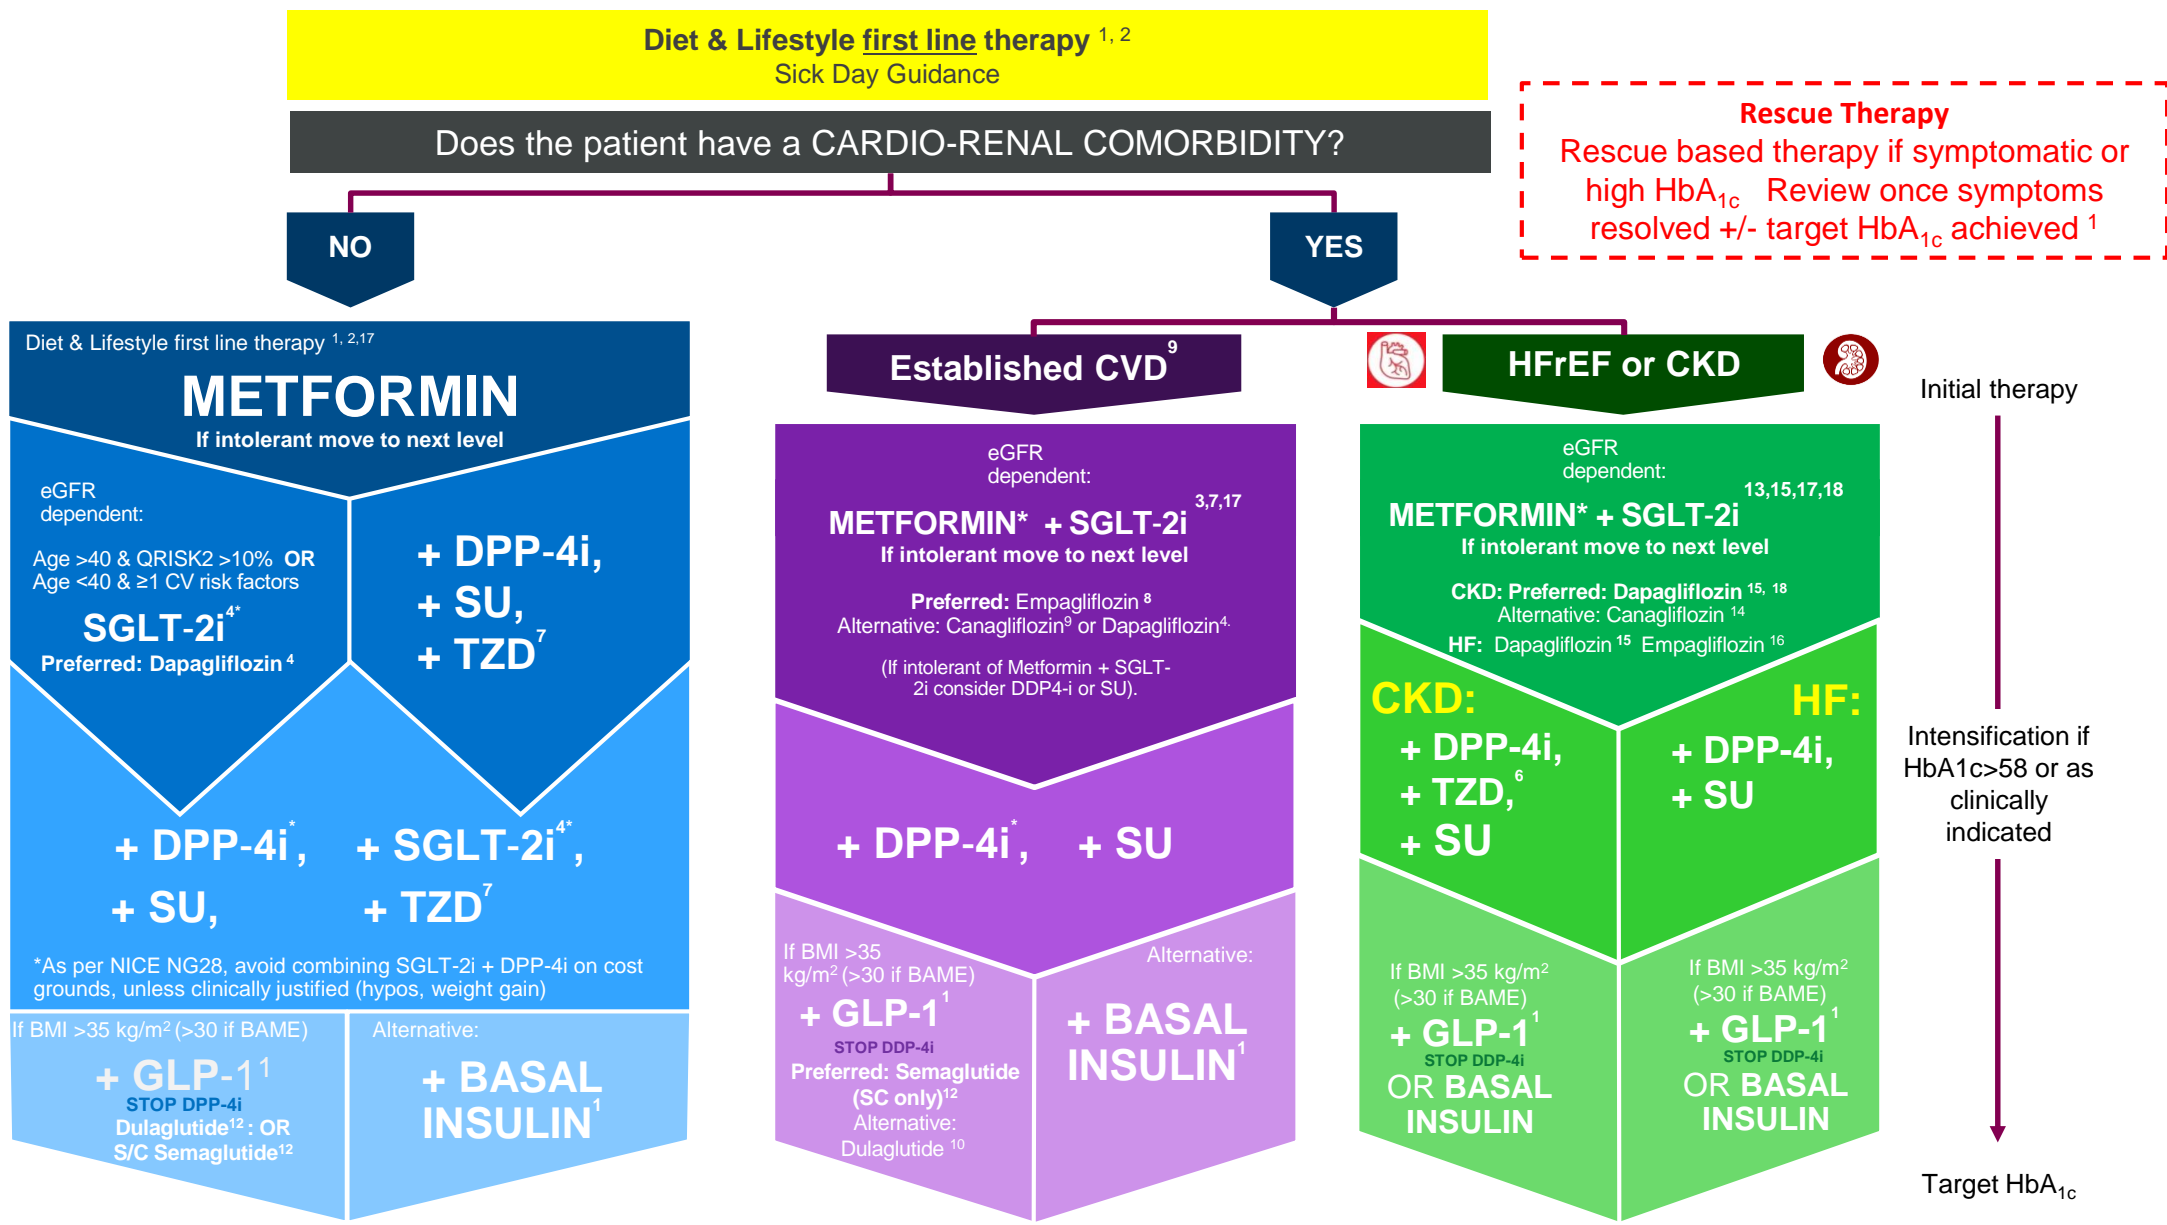 Diet & Lifestyle first line therapy 1, 2
Sick Day Guidance
Does the patient have a CARDIO-RENAL COMORBIDITY?
Rescue Therapy
Rescue based therapy if symptomatic or
high HbA1c Review once symptoms
resolved +/- target HbA1c achieved 1
NO
YES
Diet & Lifestyle first line therapy 1, 2,17
METFORMIN
If intolerant move to next level
eGFR
dependent:
Age >40 & QRISK2 >10% OR
Age <40 & ≥1 CV risk factors
SGLT-2i4*
Preferred: Dapagliflozin 4
+ DPP-4i,
+ SU,
+ TZD7
+ DPP-4i*, + SGLT-2i4*,
+ SU, + TZD7
*As per NICE NG28, avoid combining SGLT-2i + DPP-4i on cost
grounds, unless clinically justified (hypos, weight gain)
If BMI >35 kg/m2 (>30 if BAME)
+ GLP-11
STOP DPP-4i
Dulaglutide12 : OR
S/C Semaglutide12
Alternative:
+ BASAL
INSULIN1
Established CVD9
eGFR
dependent:
METFORMIN* + SGLT-2i 3,7,17
If intolerant move to next level
Preferred: Empagliflozin 8
Alternative: Canagliflozin9 or Dapagliflozin4.
(If intolerant of Metformin + SGLT-
2i consider DDP4-i or SU).
+ DPP-4i*, + SU
If BMI >35
kg/m2 (>30 if BAME)
+ GLP-11
STOP DDP-4i
Preferred: Semaglutide
(SC only)12
Alternative:
Dulaglutide 10
Alternative:
+ BASAL
INSULIN1
HFrEF or CKD
eGFR
dependent:
METFORMIN* + SGLT-2i 13,15,17,18
If intolerant move to next level
CKD: Preferred: Dapagliflozin 15, 18
Alternative: Canagliflozin 14
HF: Dapagliflozin 15 Empagliflozin 16
CKD:
+ DPP-4i,
+ TZD,6
+ SU
HF:
+ DPP-4i,
+ SU
If BMI >35 kg/m2
(>30 if BAME)
+ GLP-11
STOP DDP-4i
OR BASAL
INSULIN
If BMI >35 kg/m2
(>30 if BAME)
+ GLP-11
STOP DDP-4i
OR BASAL
INSULIN
Initial therapy
Intensification if
HbA1c>58 or as
clinically
indicated
Target HbA1c